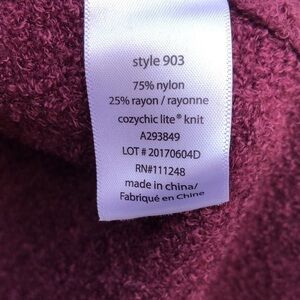 style 903
75% nylon
25% rayon / rayonne
cozychic lite® knit
A293849
LOT # 20170604D
RN#111248
made in china/
Fabriqué en Chine